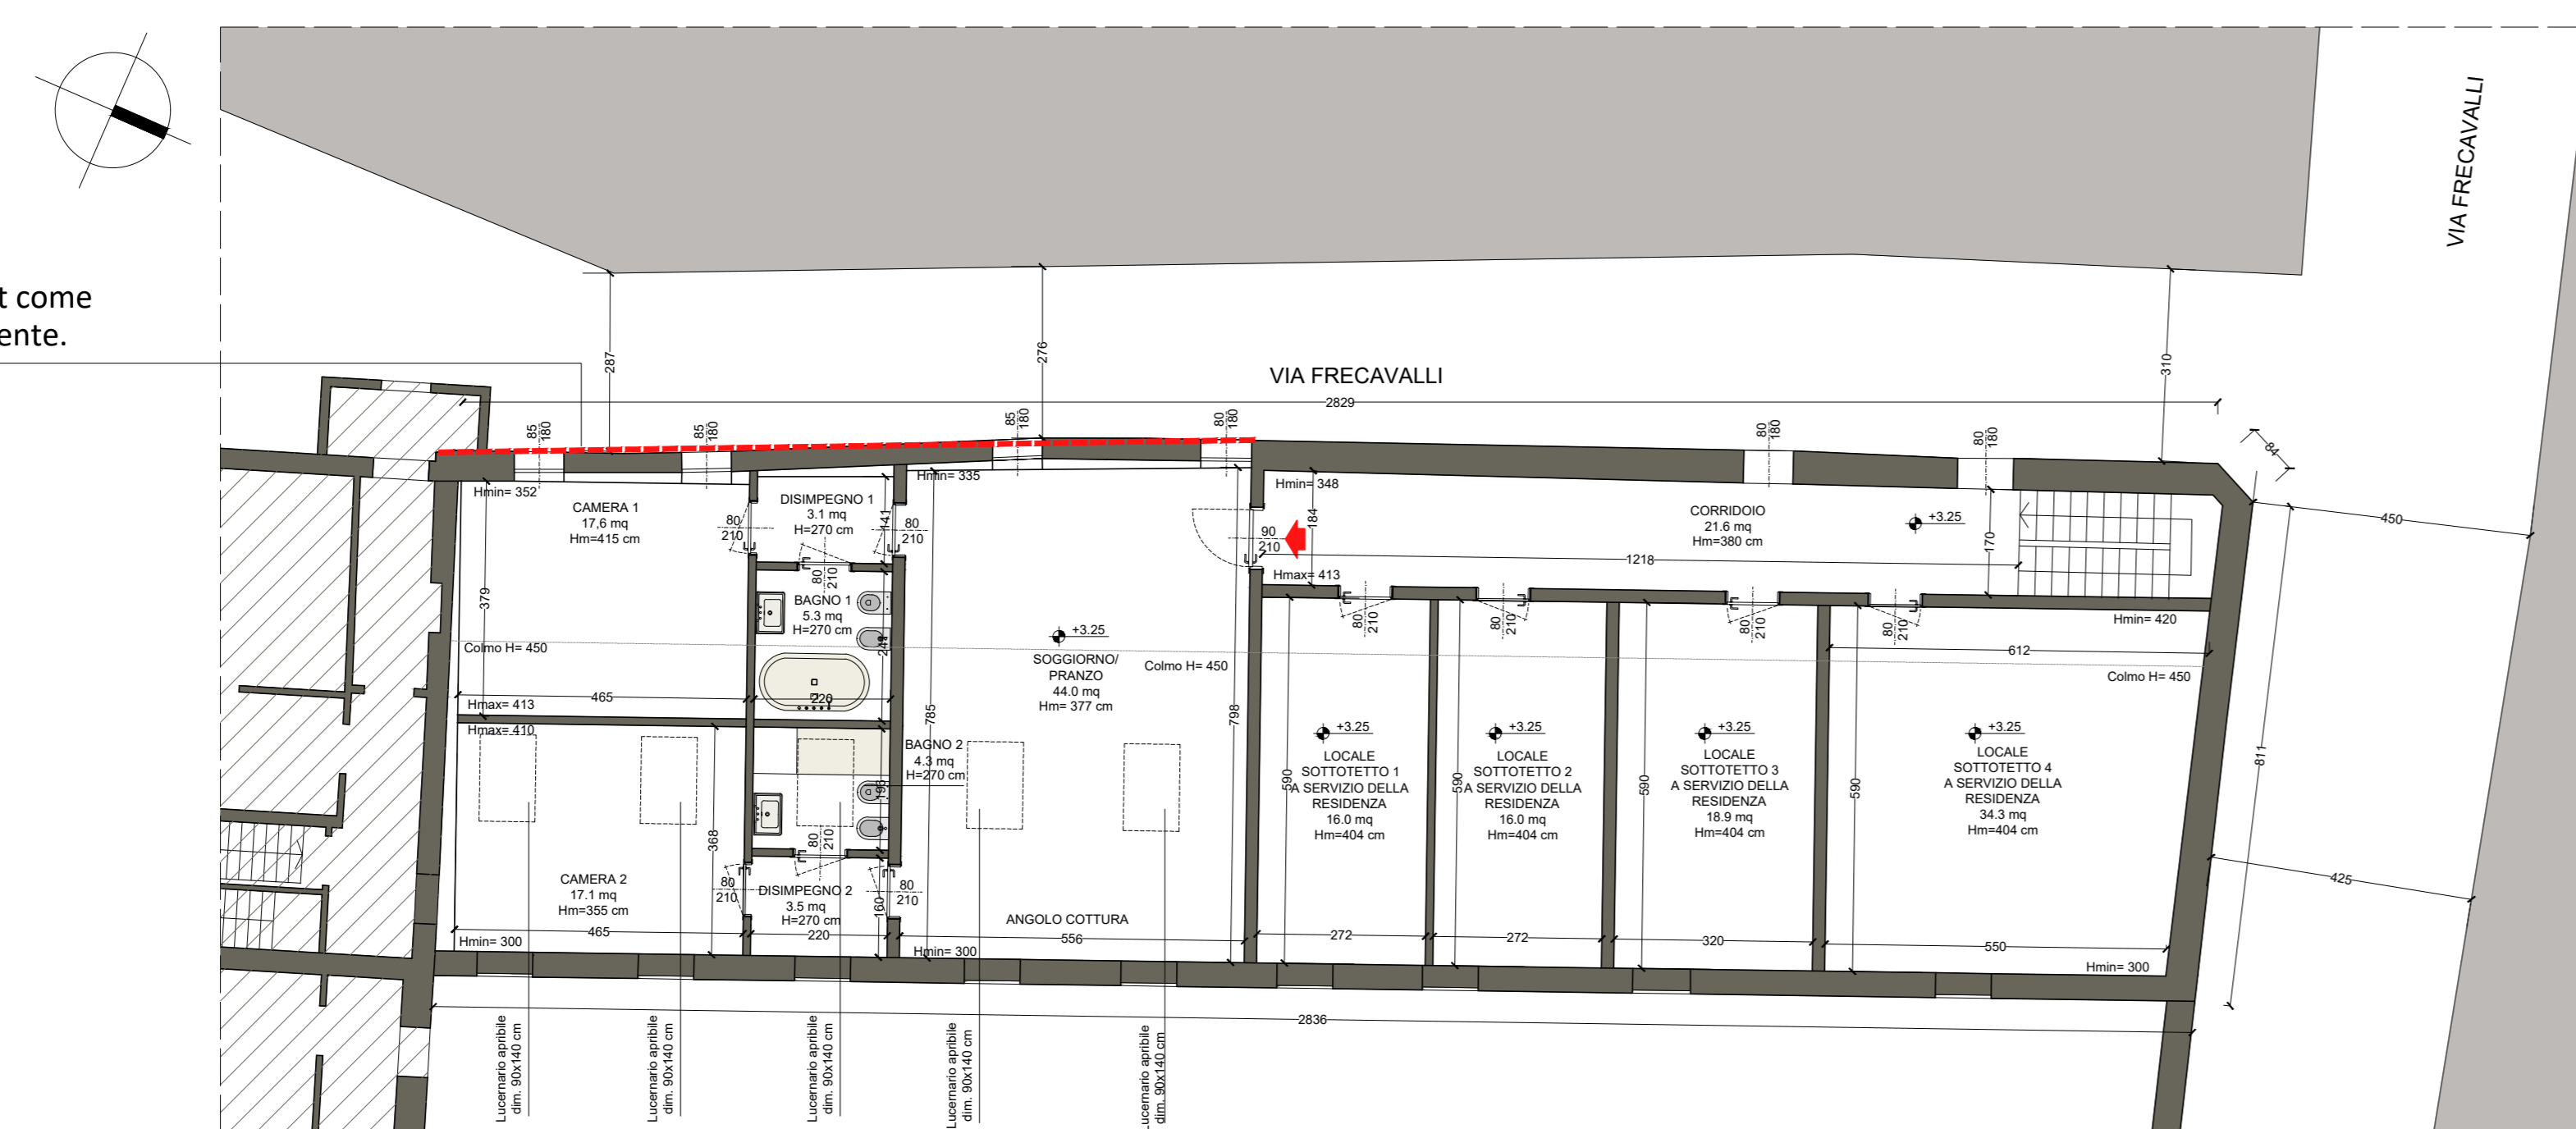 VIA FRECAVALLI
t come
ente.
287
276
310
VIA FRECAVALLI
2829
84
85
180
85
180
85
180
80
180
80
180
80
180
450
Hmin= 352
CAMERA 1
17,6 mq
Hm=415 cm
379
465
Colmo H= 450
Hmax= 413
DISIMPEGNO 1
3.1 mq
H=270 cm
141
80
210
80
210
80
210
BAGNO 1
5.3 mq
H=270 cm
220
Hmin= 335
+3.25
SOGGIORNO/
PRANZO
44.0 mq
Hm= 377 cm
Colmo H= 450
785
798
Hmin= 348
184
90
210
Hmax= 413
CORRIDOIO
21.6 mq
Hm=380 cm
+3.25
1218
170
80
210
80
210
80
210
80
210
Hmin= 420
612
Colmo H= 450
Hmax= 410
CAMERA 2
17.1 mq
Hm=355 cm
368
465
Hmin= 300
BAGNO 2
4.3 mq
H=270 cm
193
80
210
80
210
DISIMPEGNO 2
3.5 mq
H=270 cm
160
80
210
220
ANGOLO COTTURA
556
Hmin= 300
+3.25
LOCALE
SOTTOTETTO 1
A SERVIZIO DELLA
RESIDENZA
16.0 mq
Hm=404 cm
590
272
+3.25
LOCALE
SOTTOTETTO 2
A SERVIZIO DELLA
RESIDENZA
16.0 mq
Hm=404 cm
590
272
+3.25
LOCALE
SOTTOTETTO 3
A SERVIZIO DELLA
RESIDENZA
18.9 mq
Hm=404 cm
590
320
+3.25
LOCALE
SOTTOTETTO 4
A SERVIZIO DELLA
RESIDENZA
34.3 mq
Hm=404 cm
590
550
Hmin= 300
811
425
2836
Lucernario apribile
dim. 90x140 cm
Lucernario apribile
dim. 90x140 cm
Lucernario apribile
dim. 90x140 cm
Lucernario apribile
dim. 90x140 cm
ucernario apribile
dim. 90x140 cm